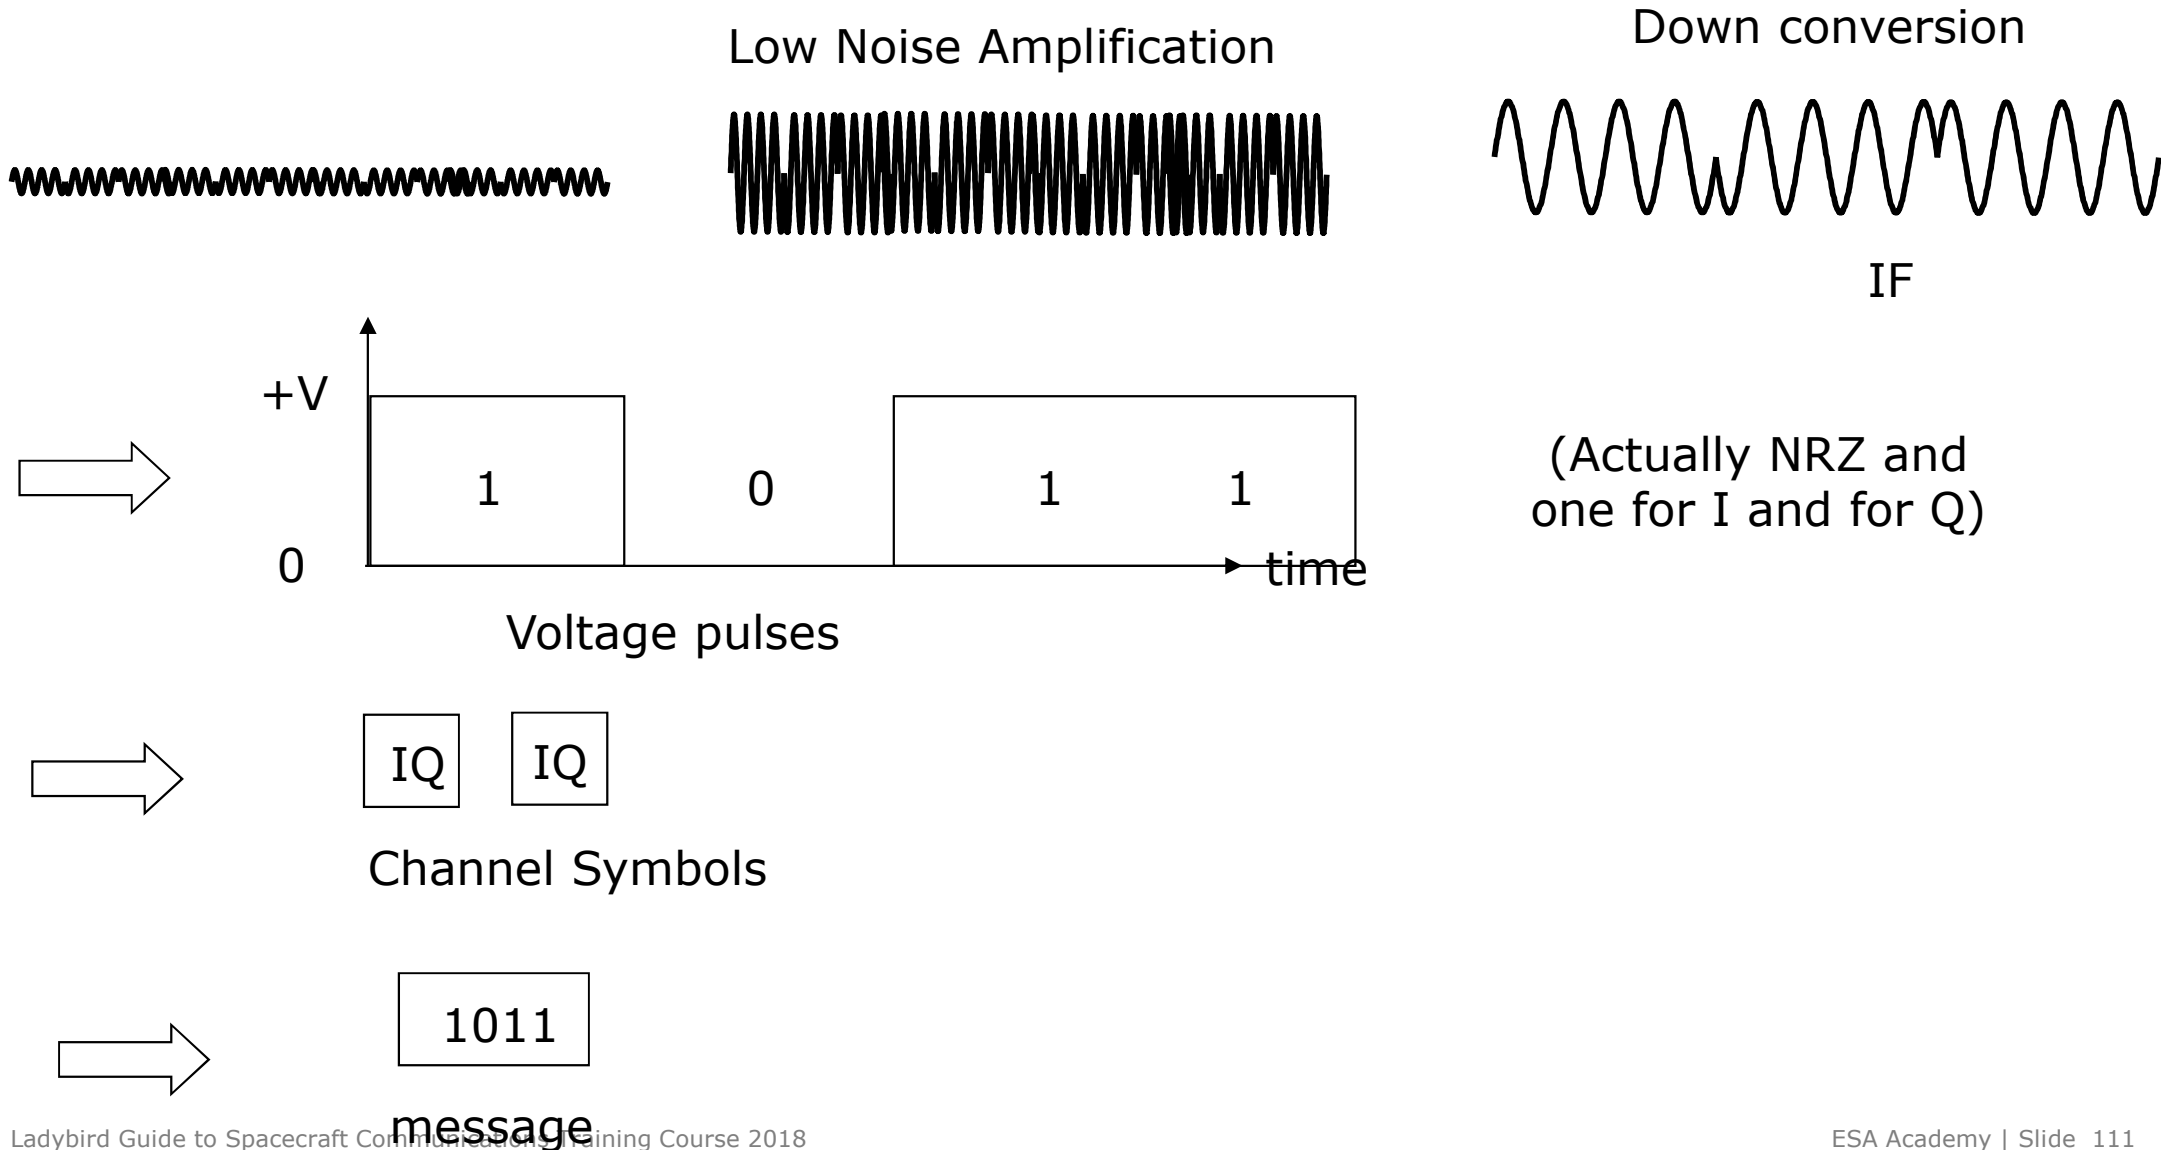 Low Noise Amplification
Down conversion
IF
+V
1 0 1 1
0
time
(Actually NRZ and
one for I and for Q)
Voltage pulses
IQ IQ
Channel Symbols
1011
message
Ladybird Guide to Spacecraft Communications Training Course 2018
ESA Academy | Slide 111